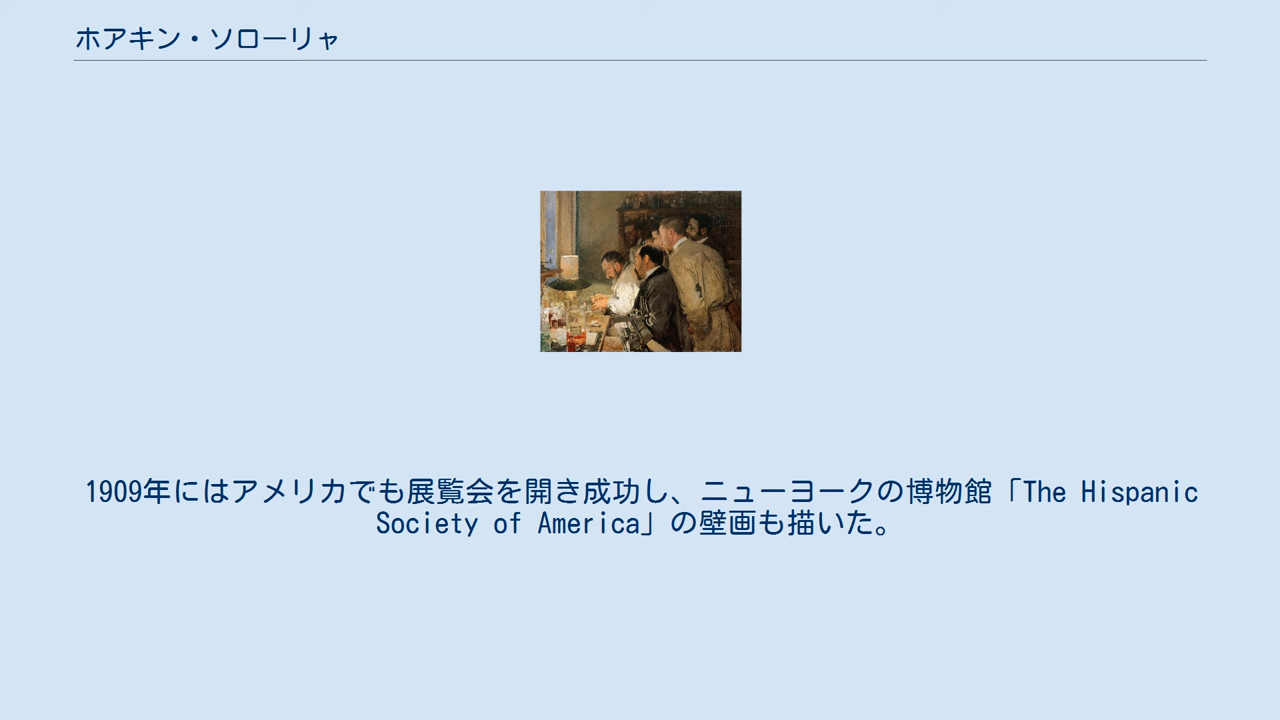 ホアキン・ソローリャ
1909年にはアメリカでも展覧会を開き成功し、ニューヨークの博物館「The Hispanic
Society of America」の壁画も描いた。